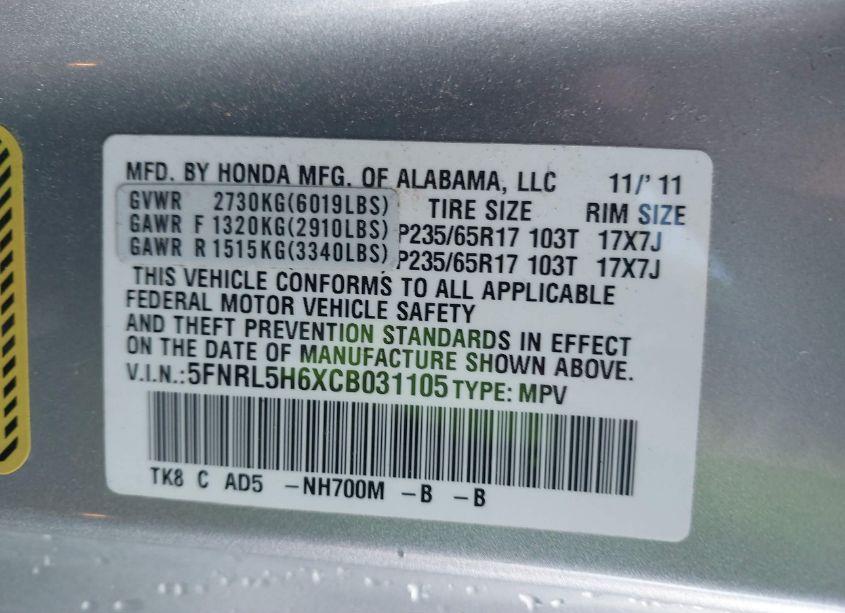 MFD. BY HONDA MFG. OF ALABAMA, LLC 11/' 11
GVWR 2730KG(6019LBS) TIRE SIZE RIM SIZE
GAWR F 1320KG(2910LBS) P235/65R17 103T 17X7J
GAWR R 1515KG(3340LBS) P235/65R17 103T 17X7J
THIS VEHICLE CONFORMS TO ALL APPLICABLE
FEDERAL MOTOR VEHICLE SAFETY
AND THEFT PREVENTION STANDARDS IN EFFECT
ON THE DATE OF MANUFACTURE SHOWN ABOVE.
V.I.N.:5FNRL5H6XCB031105 TYPE: MPV
TK8 C AD5 -NH700M -B -B